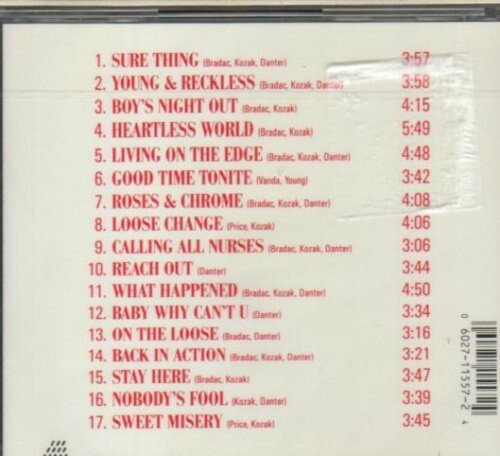 1. SURE THING (Bradac, Kozak, Danter) 3:57
2. YOUNG & RECKLESS (Bradac, Kozak, Danter) 3:58
3. BOY'S NIGHT OUT (Bradac, Kozak) 4:15
4. HEARTLESS WORLD (Bradac, Kozak) 5:49
5. LIVING ON THE EDGE (Bradac, Kozak, Danter) 4:48
6. GOOD TIME TONITE (Vanda, Young) 3:42
7. ROSES & CHROME (Bradac, Kozak, Danter) 4:08
8. LOOSE CHANGE (Price, Kozak) 4:06
9. CALLING ALL NURSES (Bradac, Kozak, Danter) 3:06
10. REACH OUT (Danter) 3:44
11. WHAT HAPPENED (Bradac, Kozak, Danter) 4:50
12. BABY WHY CAN'T U (Danter) 3:34
13. ON THE LOOSE (Bradac, Danter) 3:16
14. BACK IN ACTION (Bradac, Kozak, Danter) 3:21
15. STAY HERE (Bradac, Kozak) 3:47
16. NOBODY'S FOOL (Kozak, Danter) 3:39
17. SWEET MISERY (Price, Kozak) 3:45
0 6027-11557-2 4